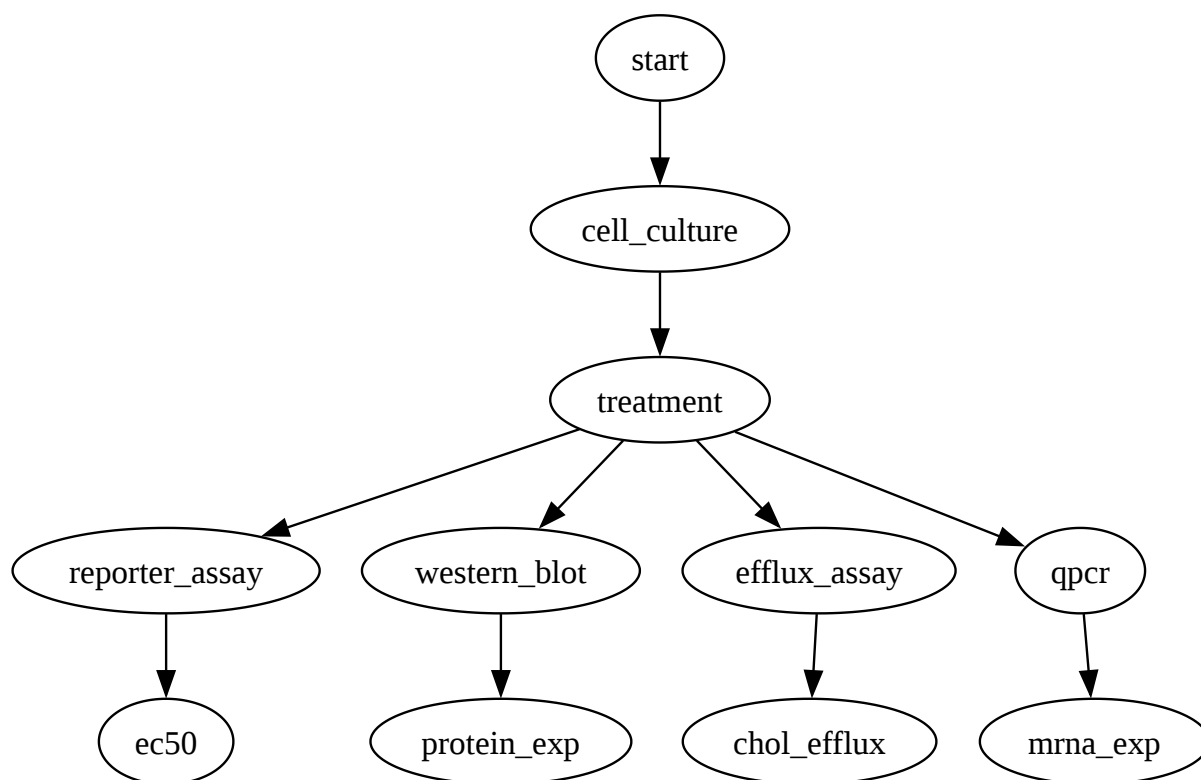 start
cell_culture
treatment
reporter_assay
western_blot
efflux_assay
qpcr
ec50
protein_exp
chol_efflux
mrna_exp